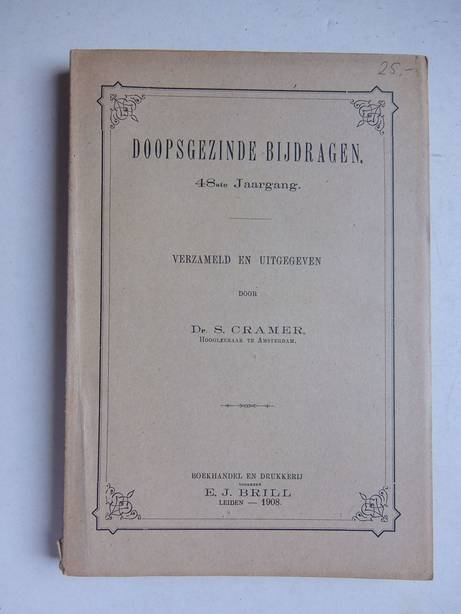 25,-
DOOPSGEZINDE BIJDRAGEN.
48ste Jaargang.
VERZAMELD EN UITGEGEVEN
DOOR
Dr. S. CRAMER,
HOOGLEERAAR TE AMSTERDAM.
BOEKHANDEL EN DRUKKERIJ
VOORHEEN
E. J. BRILL
LEIDEN — 1908.